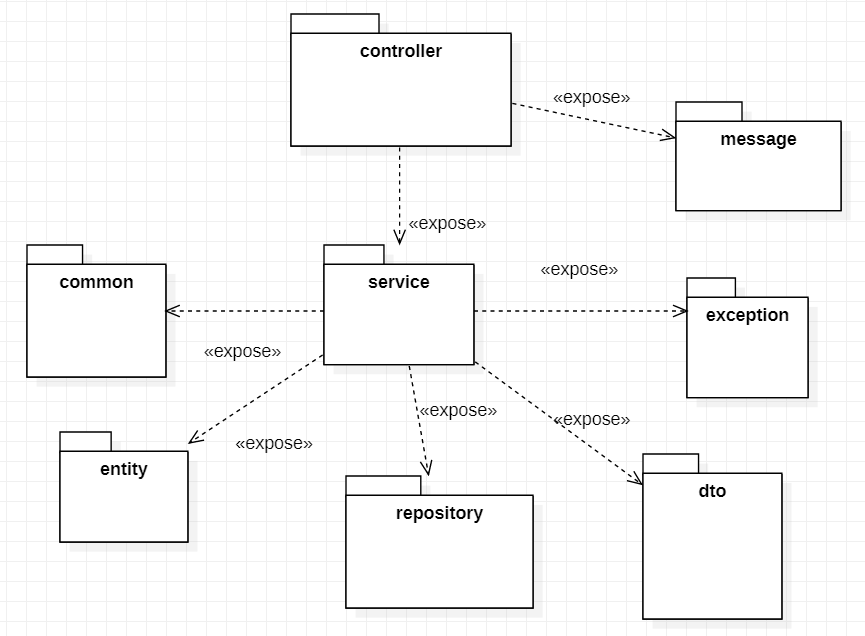 controller
«expose»
message
«expose»
common
service
«expose»
exception
«expose»
«expose»
«expose»
«expose»
entity
repository
dto